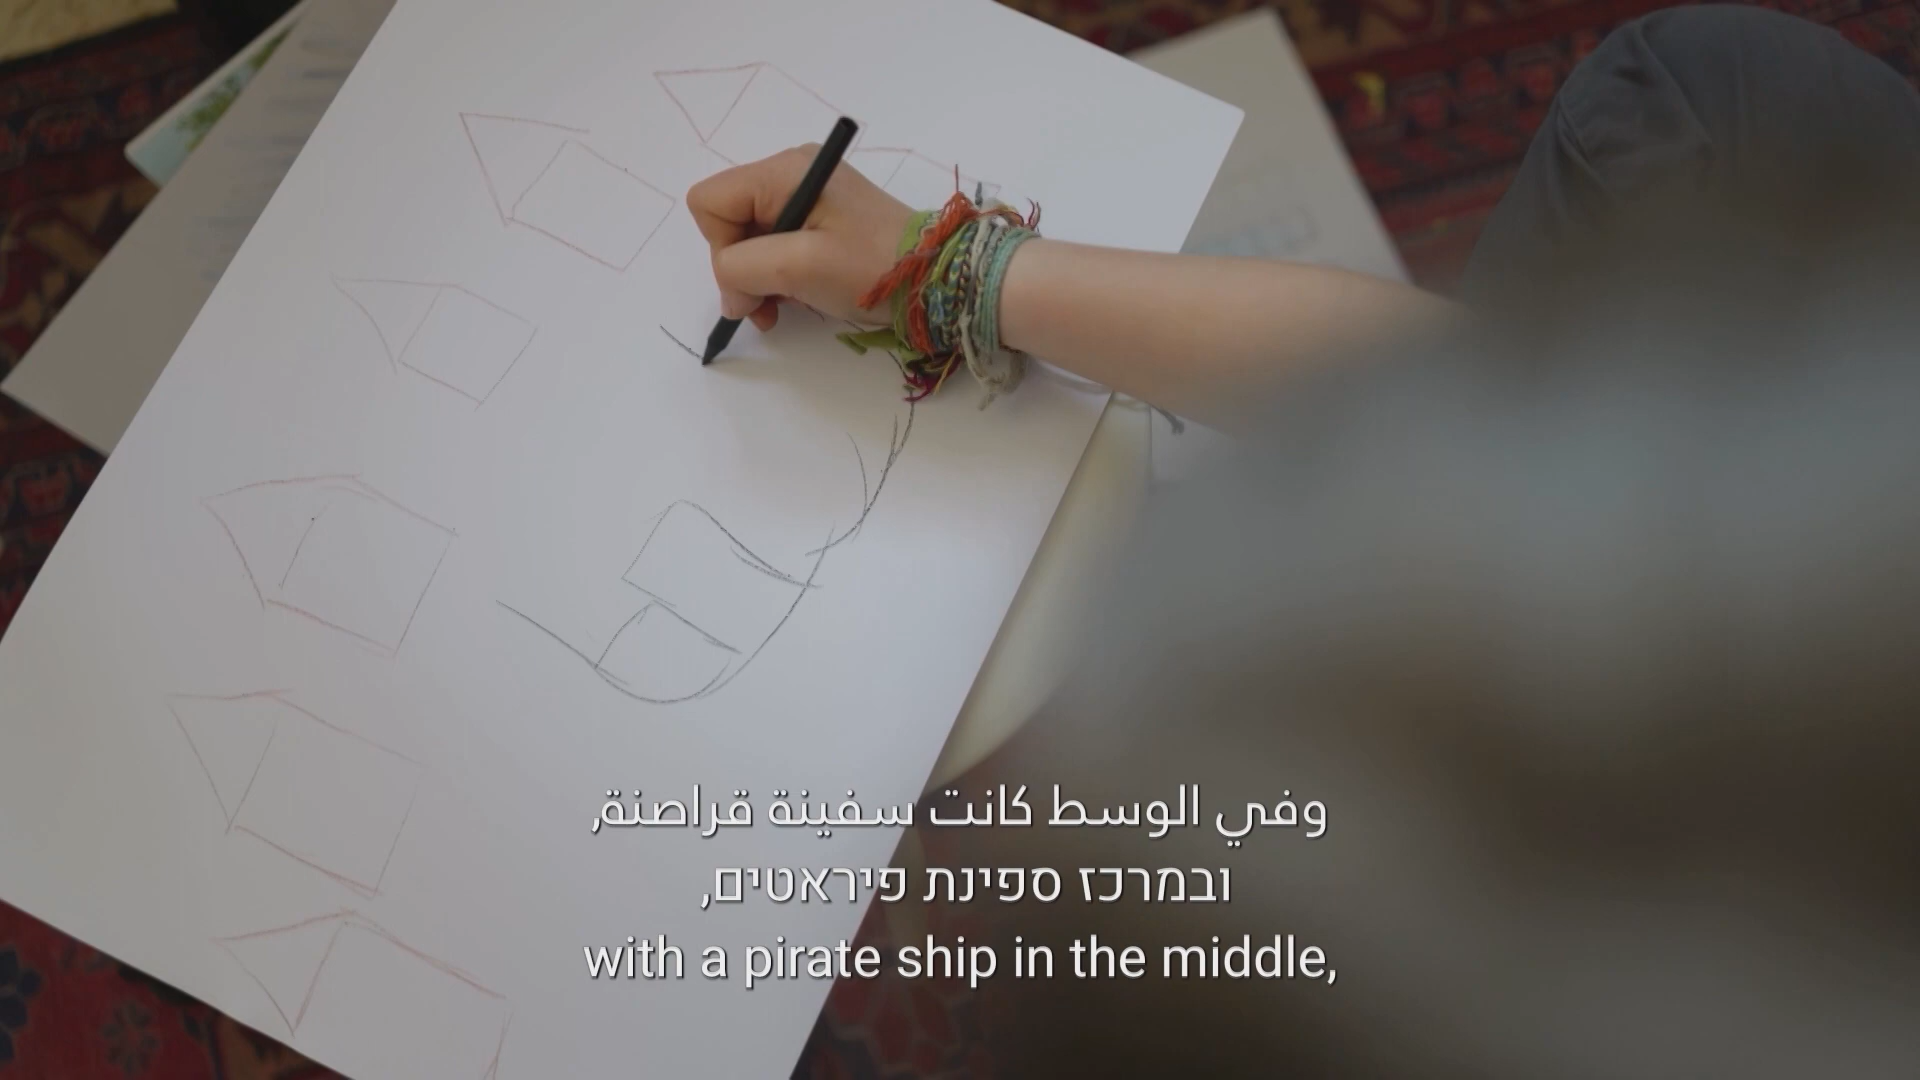 وفي الوسط كانت سفينة قراصنة,
ובמרכז ספינת פיראטים,
with a pirate ship in the middle,